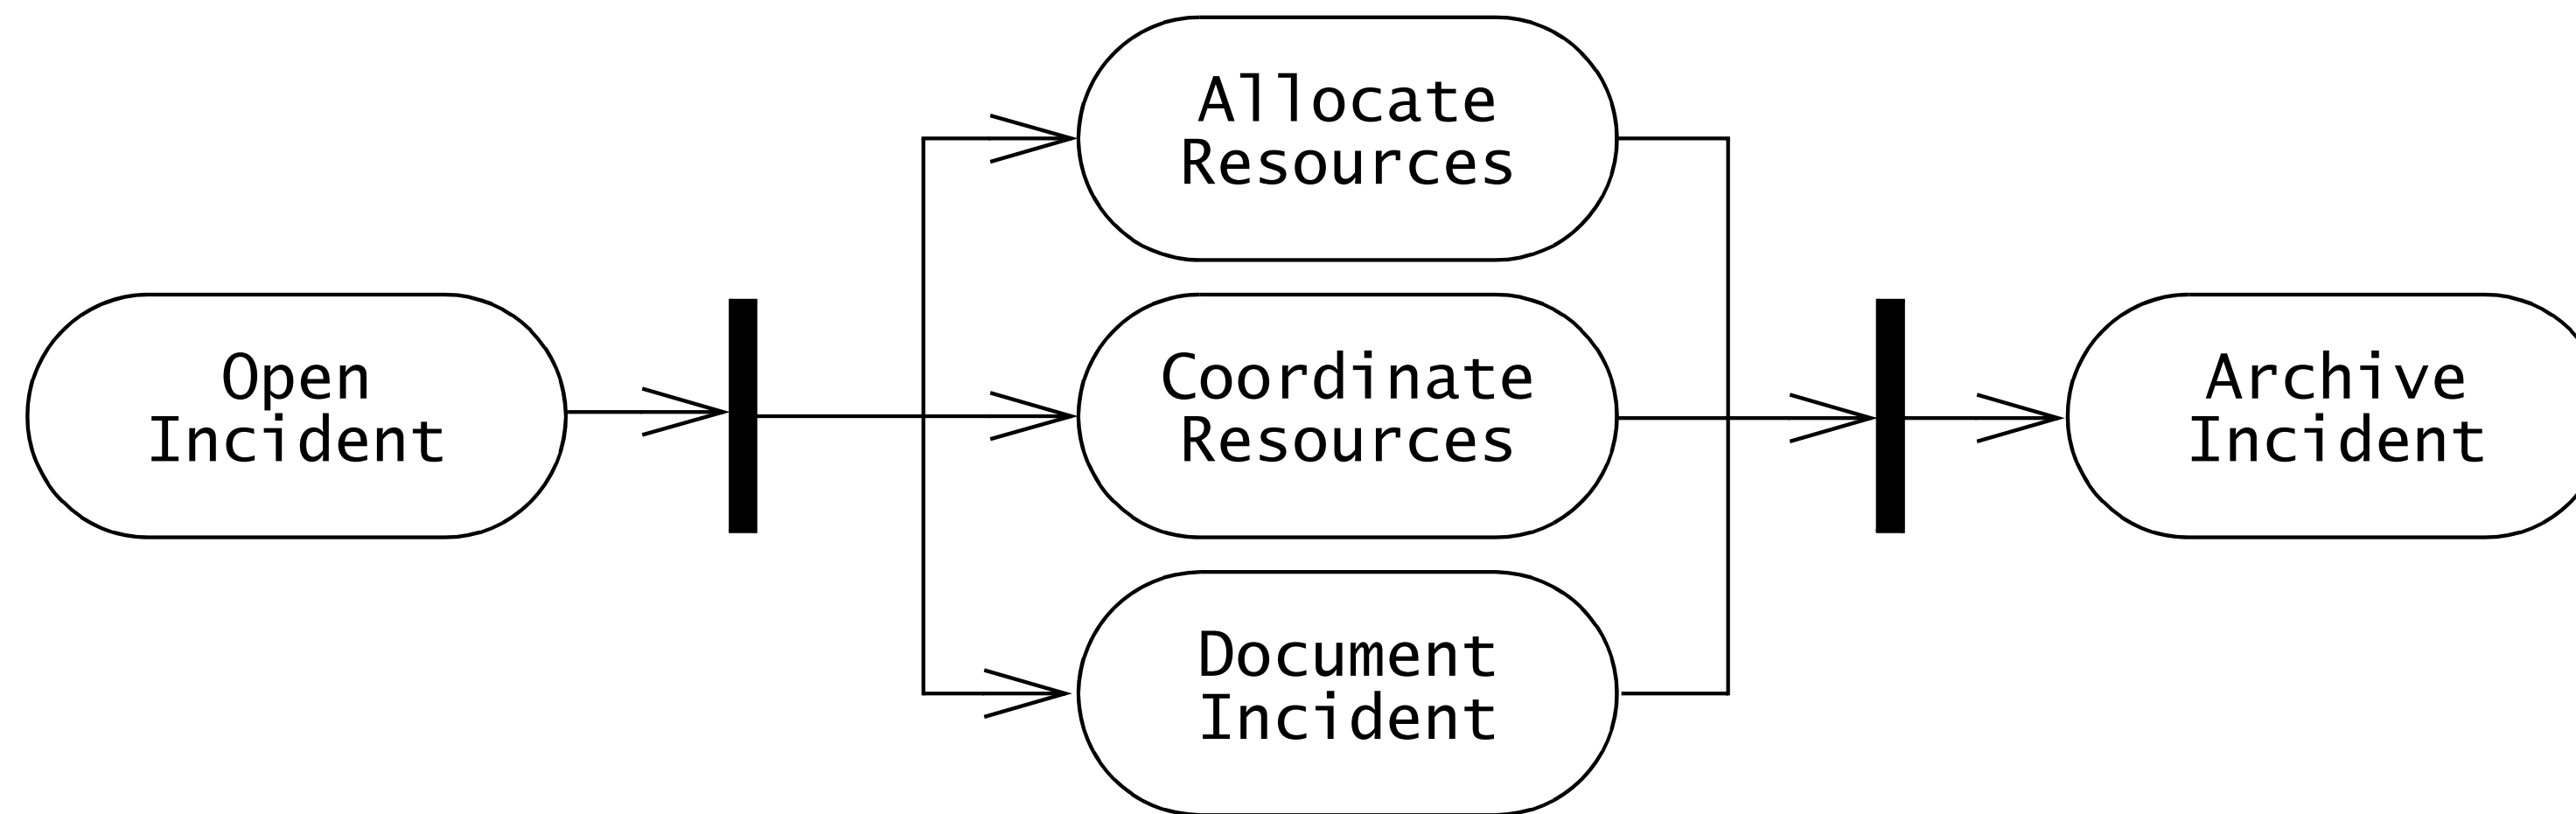 Open
Incident
Allocate
Resources
Coordinate
Resources
Document
Incident
Archive
Incident